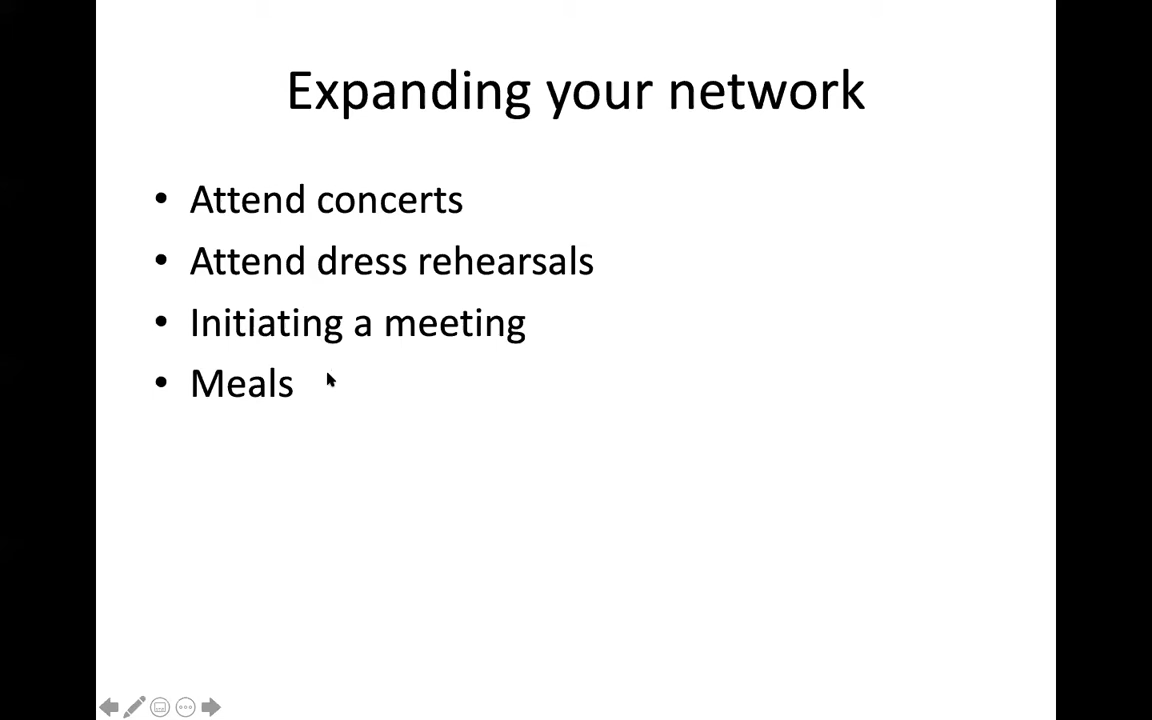 Expanding your network
• Attend concerts
• Attend dress rehearsals
• Initiating a meeting
• Meals